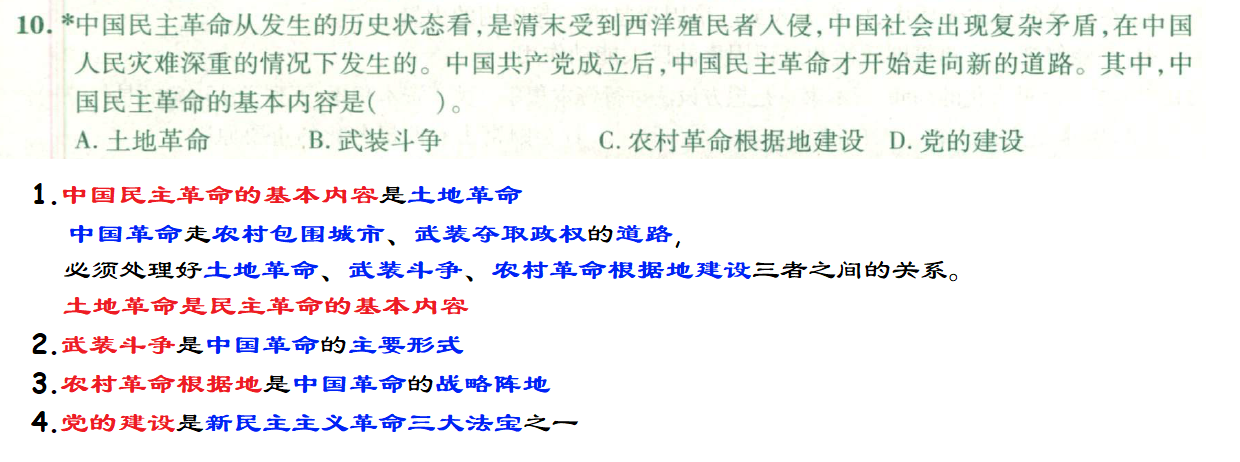 10. *中国民主革命从发生的历史状态看,是清末受到西洋殖民者人侵,中国社会出现复杂矛盾,在中国
人民灾难深重的情况下发生的。中国共产党成立后,中国民主革命才开始走向新的道路。其中,中
国民主革命的基本内容是(　　)。
A. 土地革命　　B. 武装斗争　　C. 农村革命根据地建设　D. 党的建设
1.中国民主革命的基本内容是土地革命
中国革命走农村包围城市、武装夺取政权的道路,
必须处理好土地革命、武装斗争、农村革命根据地建设三者之间的关系。
土地革命是民主革命的基本内容
2.武装斗争是中国革命的主要形式
3.农村革命根据地是中国革命的战略阵地
4.党的建设是新民主主义革命三大法宝之一